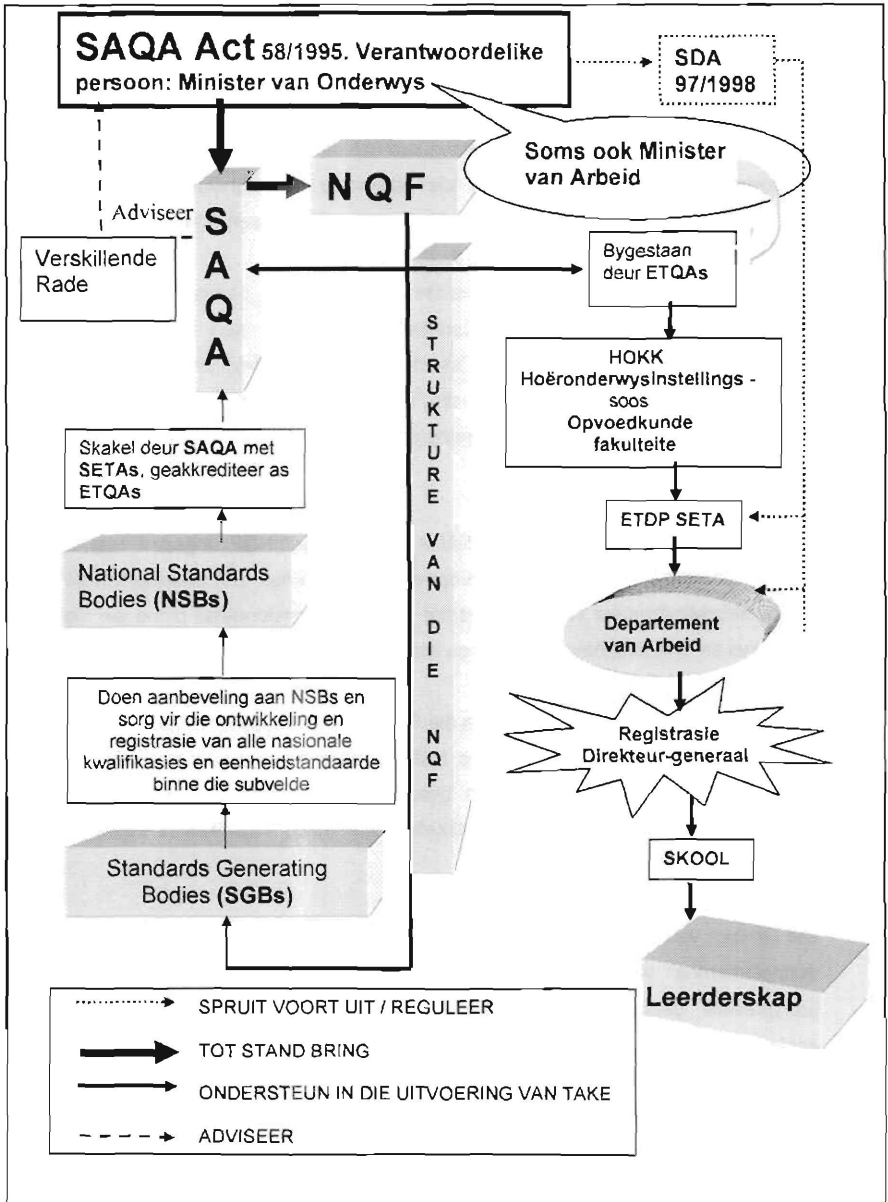 SAQA Act 58/1995. Verantwoordelike
persoon: Minister van Onderwys
SDA
97/1998
Soms ook Minister
van Arbeid
N Q F
Adviseer
S
A
Q
A
Verskillende
Rade
Bygestaan
deur ETQAs
STRUKTURE VAN DIE NQF
HOKK
Hoëronderwysinstellings -
soos
Opvoedkunde
fakulteite
Skakel deur SAQA met
SETAs, geakkrediteer as
ETQAs
ETDP SETA
National Standards
Bodies (NSBs)
Departement
van Arbeid
Doen aanbeveling aan NSBs en
sorg vir die ontwikkeling en
registrasie van alle nasionale
kwalifikasies en eenheidstandaarde
binne die subvelde
Registrasie
Direkteur-generaal
SKOOL
Standards Generating
Bodies (SGBs)
Leerderskap
SPRUIT VOORT UIT / REGULEER
TOT STAND BRING
ONDERSTEUN IN DIE UITVOERING VAN TAKE
ADVISEER